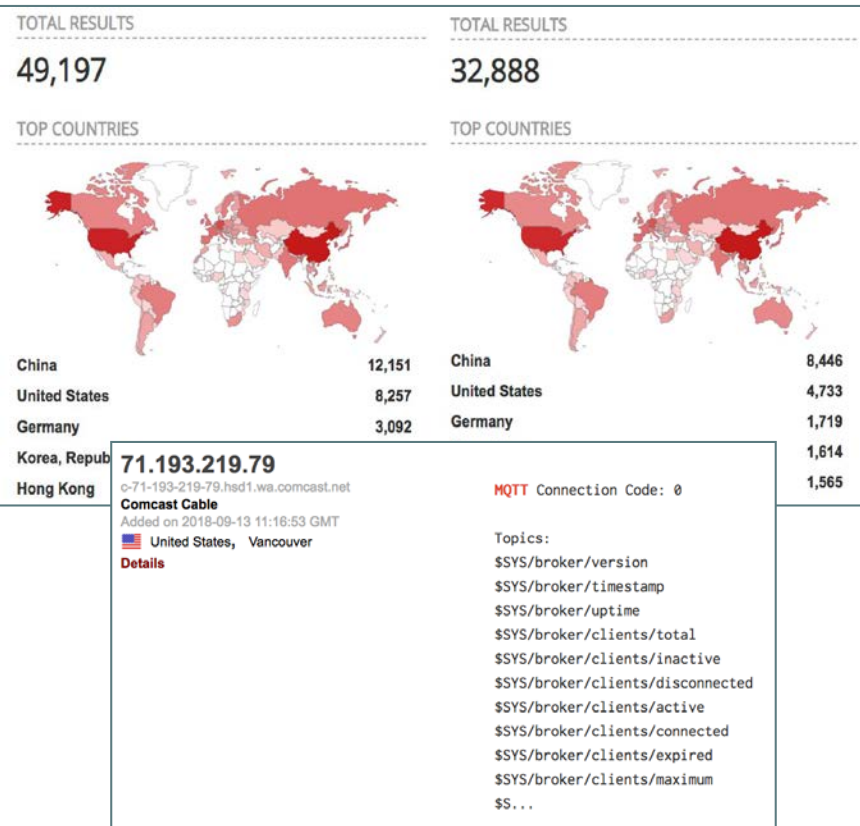 TOTAL RESULTS
49,197
TOP COUNTRIES
China 12,151
United States 8,257
Germany 3,092
Korea, Repub
Hong Kong
TOTAL RESULTS
32,888
TOP COUNTRIES
China 8,446
United States 4,733
Germany 1,719
1,614
1,565
71.193.219.79
c-71-193-219-79.hsd1.wa.comcast.net
Comcast Cable
Added on 2018-09-13 11:16:53 GMT
United States, Vancouver
Details
MQTT Connection Code: 0
Topics:
$SYS/broker/version
$SYS/broker/timestamp
$SYS/broker/uptime
$SYS/broker/clients/total
$SYS/broker/clients/inactive
$SYS/broker/clients/disconnected
$SYS/broker/clients/active
$SYS/broker/clients/connected
$SYS/broker/clients/expired
$SYS/broker/clients/maximum
$S...